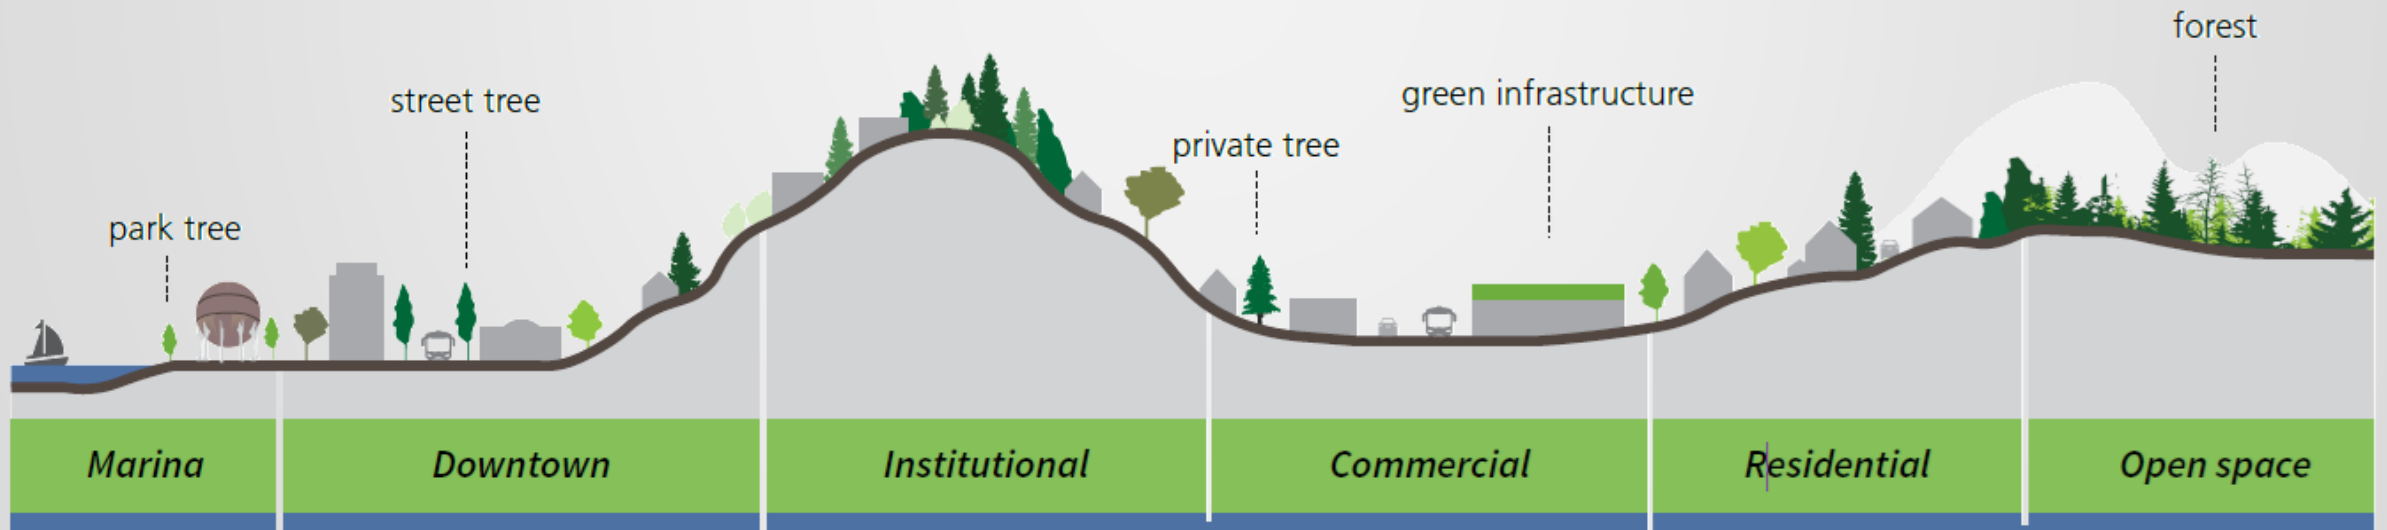 forest
street tree
green infrastructure
private tree
park tree
Marina
Downtown
Institutional
Commercial
Residential
Open space